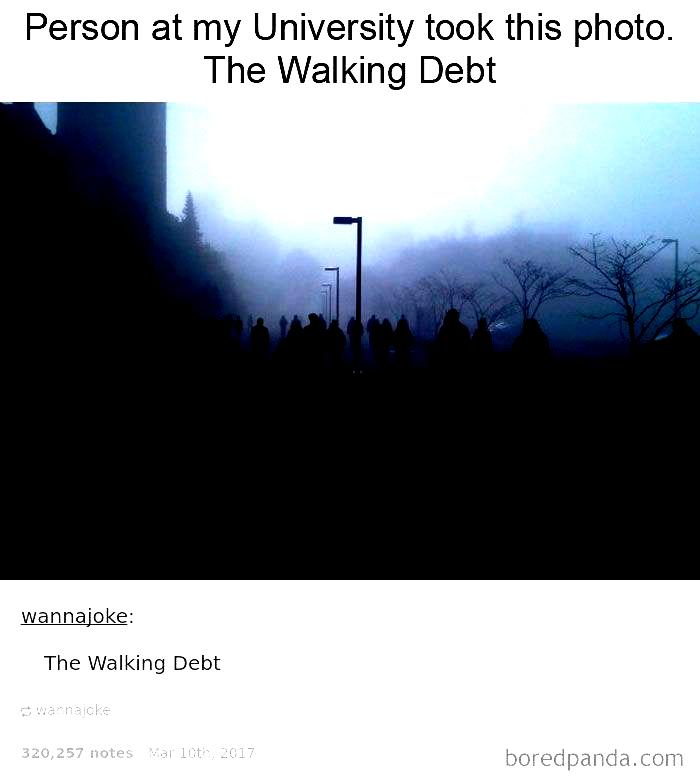 Person at my University took this photo.
The Walking Debt
wannajoke:
The Walking Debt
wannajoke
320,257 notes Mar 10th, 2017
boredpanda.com